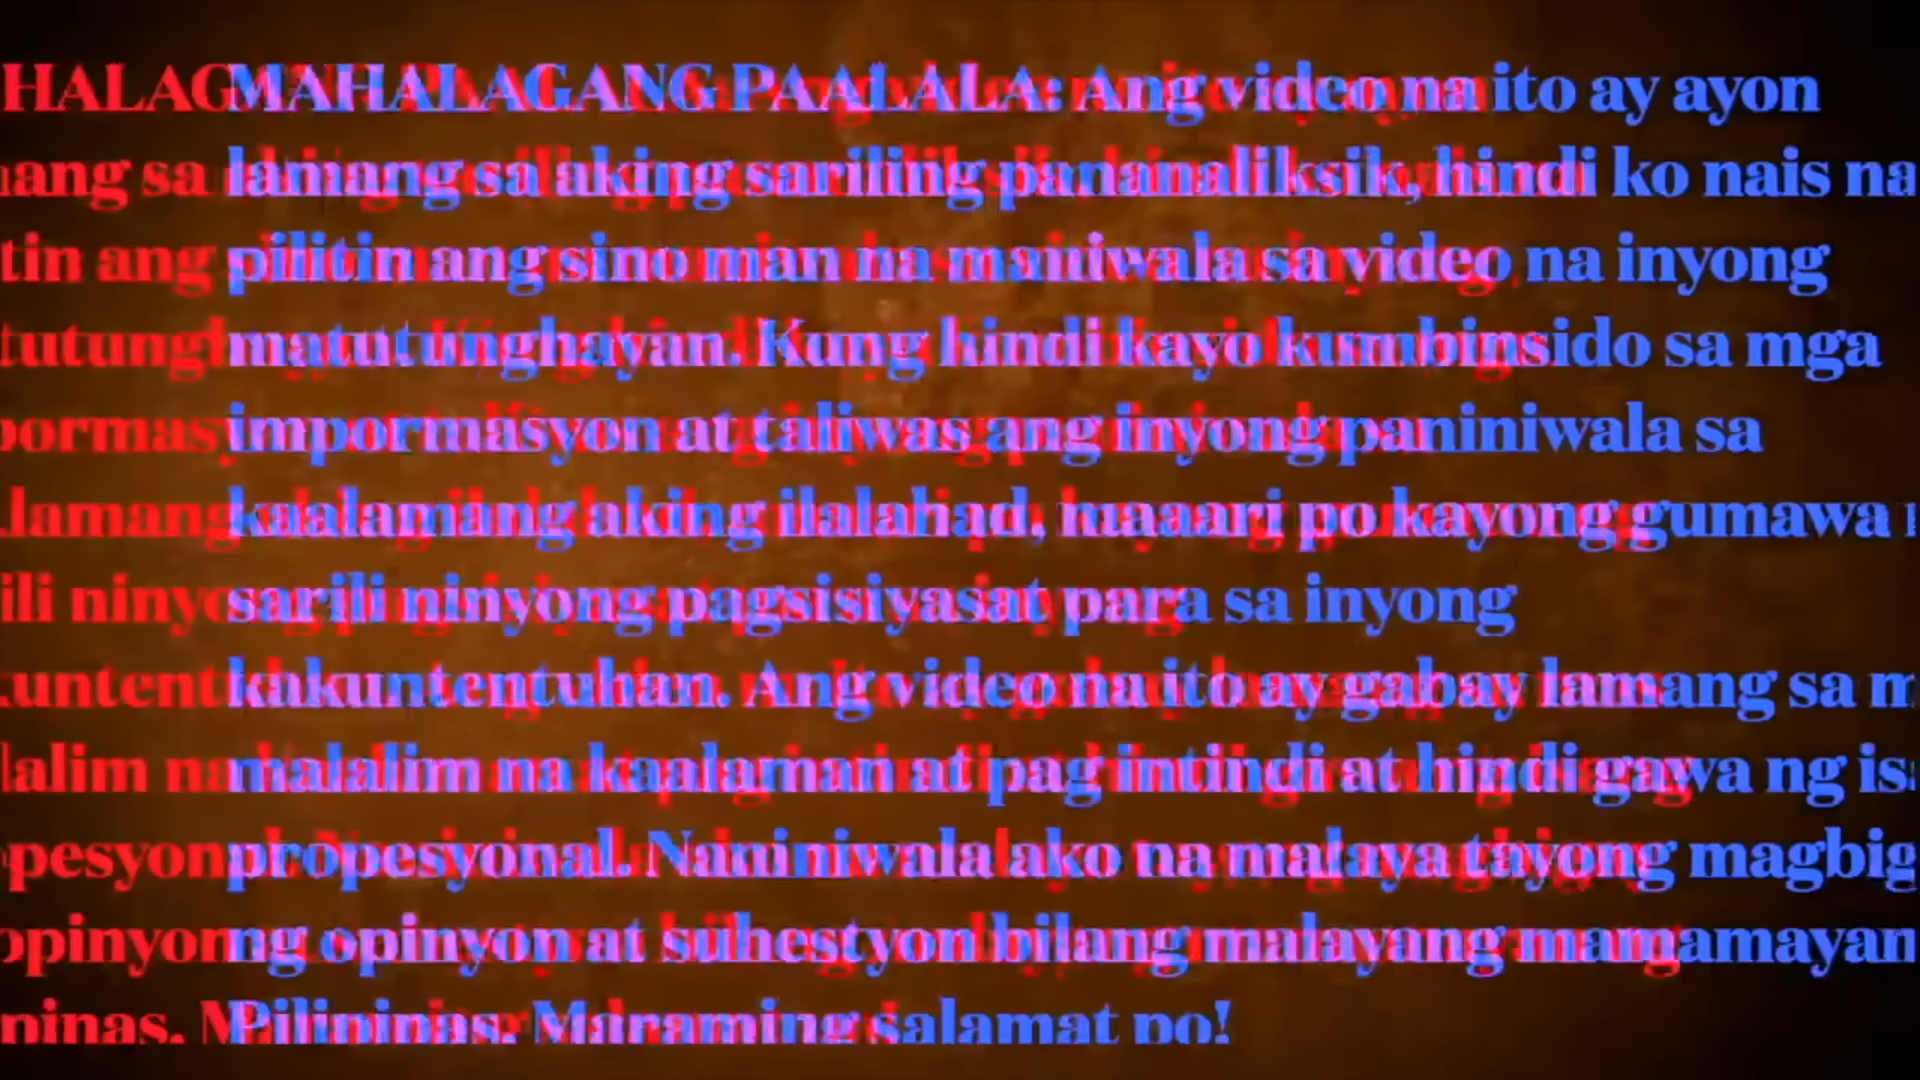 MAHALAGANG PAALALA: Ang video na ito ay ayon
lamang sa aking sariling pananaliksik, hindi ko nais na
pilitin ang sino man na maniwala sa video na inyong
matutunghayan. Kung hindi kayo kumbinsido sa mga
impormasyon at taliwas ang inyong paniniwala sa
kaalamang aking ilalahad, maaari po kayong gumawa
sarili ninyong pagsisiyasat para sa inyong
kakuntentuhan. Ang video na ito ay gabay lamang sa m
malalim na kaalaman at pag intindi at hindi gawa ng is
propesyonal. Naniniwala ako na malaya tayong magbig
ng opinyon at suhestyon bilang malayang mamamayan
Pilipinas. Maraming salamat po!